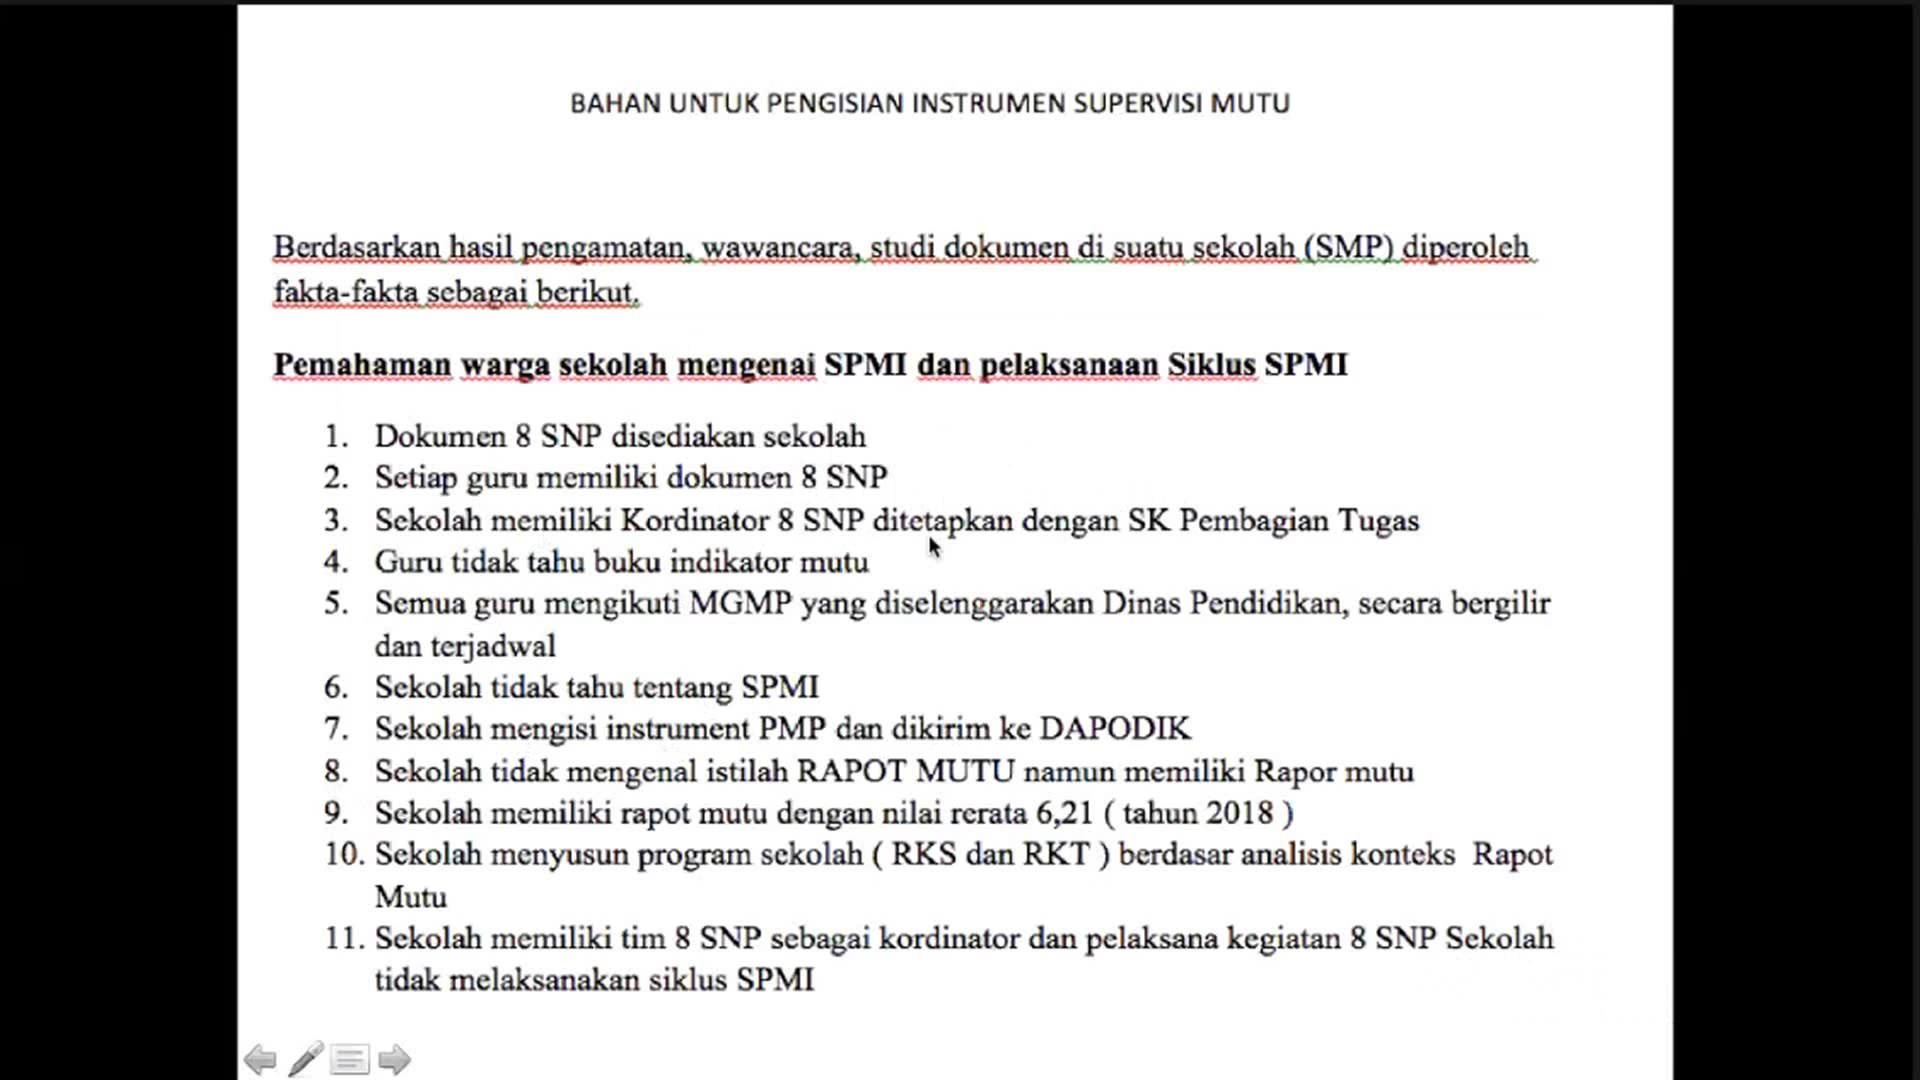 BAHAN UNTUK PENGISIAN INSTRUMEN SUPERVISI MUTU
Berdasarkan hasil pengamatan, wawancara, studi dokumen di suatu sekolah (SMP) diperoleh
fakta-fakta sebagai berikut.
Pemahaman warga sekolah mengenai SPMI dan pelaksanaan Siklus SPMI
1. Dokumen 8 SNP disediakan sekolah
2. Setiap guru memiliki dokumen 8 SNP
3. Sekolah memiliki Kordinator 8 SNP ditetapkan dengan SK Pembagian Tugas
4. Guru tidak tahu buku indikator mutu
5. Semua guru mengikuti MGMP yang diselenggarakan Dinas Pendidikan, secara bergilir
dan terjadwal
6. Sekolah tidak tahu tentang SPMI
7. Sekolah mengisi instrument PMP dan dikirim ke DAPODIK
8. Sekolah tidak mengenal istilah RAPOT MUTU namun memiliki Rapor mutu
9. Sekolah memiliki rapot mutu dengan nilai rerata 6,21 ( tahun 2018 )
10. Sekolah menyusun program sekolah ( RKS dan RKT ) berdasar analisis konteks Rapot
Mutu
11. Sekolah memiliki tim 8 SNP sebagai kordinator dan pelaksana kegiatan 8 SNP Sekolah
tidak melaksanakan siklus SPMI